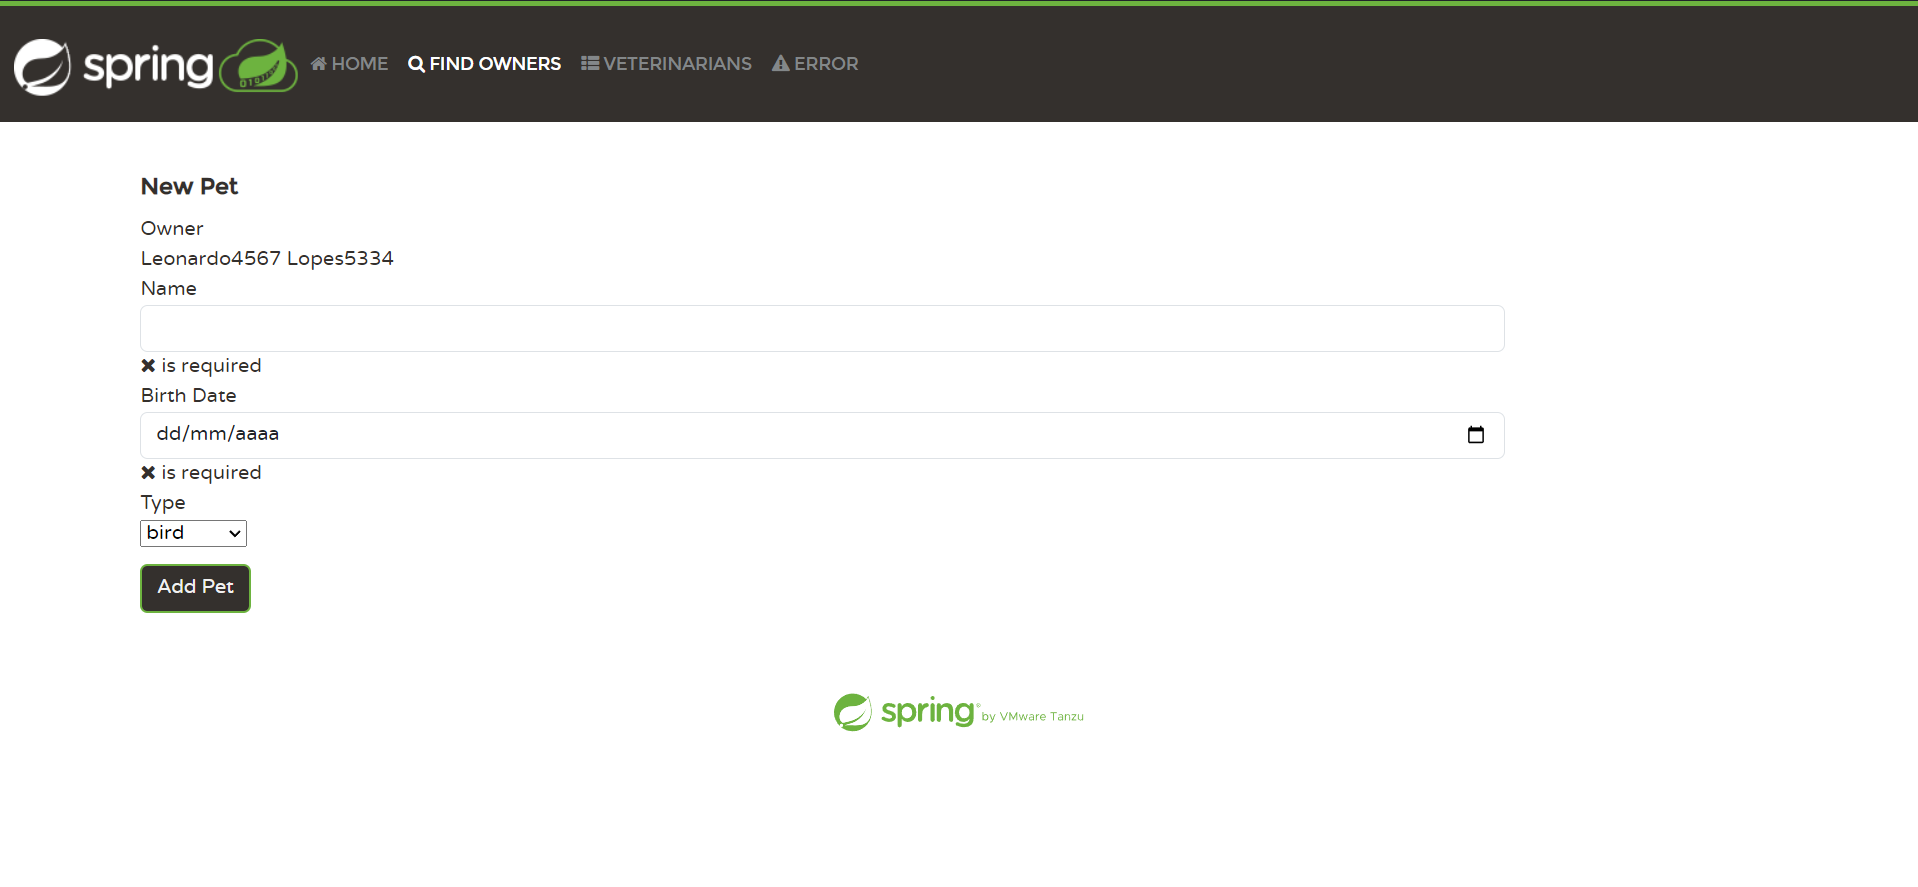 spring HOME FIND OWNERS VETERINARIANS ERROR
New Pet
Owner
Leonardo4567 Lopes5334
Name
is required
Birth Date
dd/mm/aaaa
is required
Type
bird
Add Pet
spring by VMware Tanzu